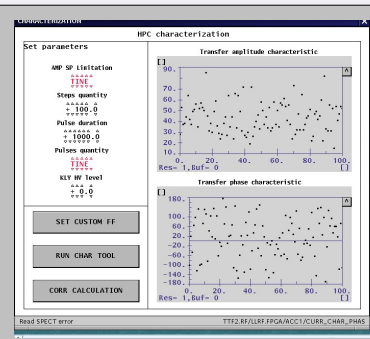 CHARACTERIZATION X
HPC characterization
Set parameters
AMP SP Limitation
TINE
Steps quantity
+ 100.0
Pulse duration
+ 1000.0
Pulses quantity
TINE
KLY HV level
+ 0.0
SET CUSTOM FF
RUN CHAR TOOL
CORR CALCULATION
Transfer amplitude characteristic
[]
^
90.
80.
70.
60.
50.
40.
30.
20.
10.
0. 20. 40. 60. 80. 100.
Res= 1,Buf= 0 []
Transfer phase characteristic
[]
^
180.
140.
100.
60.
20.
-20.
-60.
-100.
-140.
-180.
0. 20. 40. 60. 80. 100.
Res= 1,Buf= 0 []
Read SPECT error TTF2.RF/LLRF.FPGA/ACC1/CURR_CHAR_PHAS